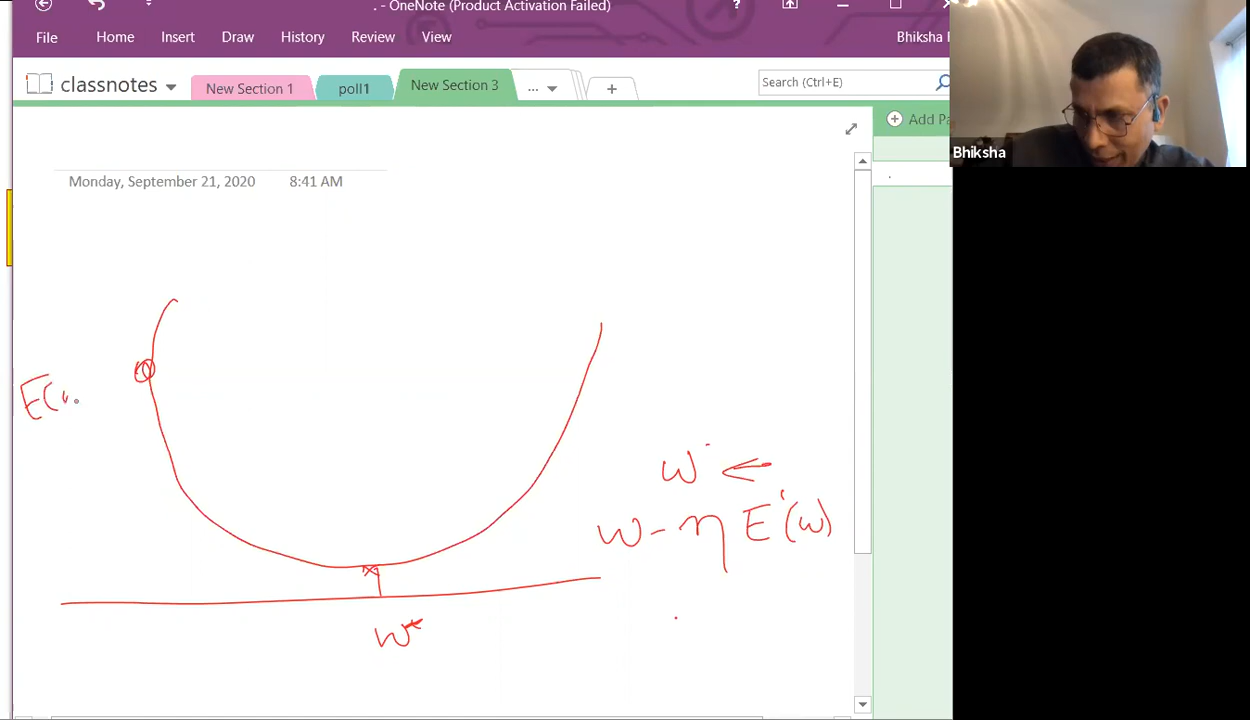 . - OneNote (Product Activation Failed)
?
File Home Insert Draw History Review View
Bhiksha
classnotes New Section 1 poll1 New Section 3 ... +
Search (Ctrl+E)
Add Pa
Bhiksha
.
Monday, September 21, 2020 8:41 AM
E(
w ←
w - η E'(w)
w*